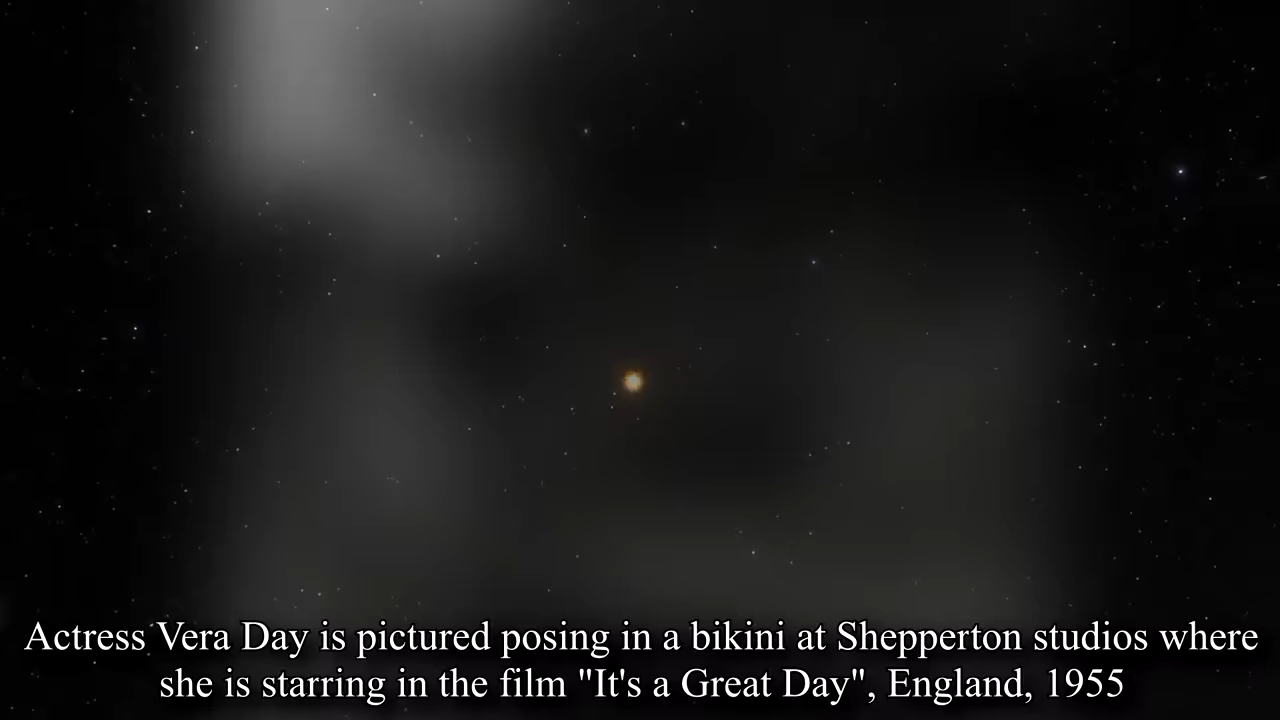 Actress Vera Day is pictured posing in a bikini at Shepperton studios where
she is starring in the film "It's a Great Day", England, 1955